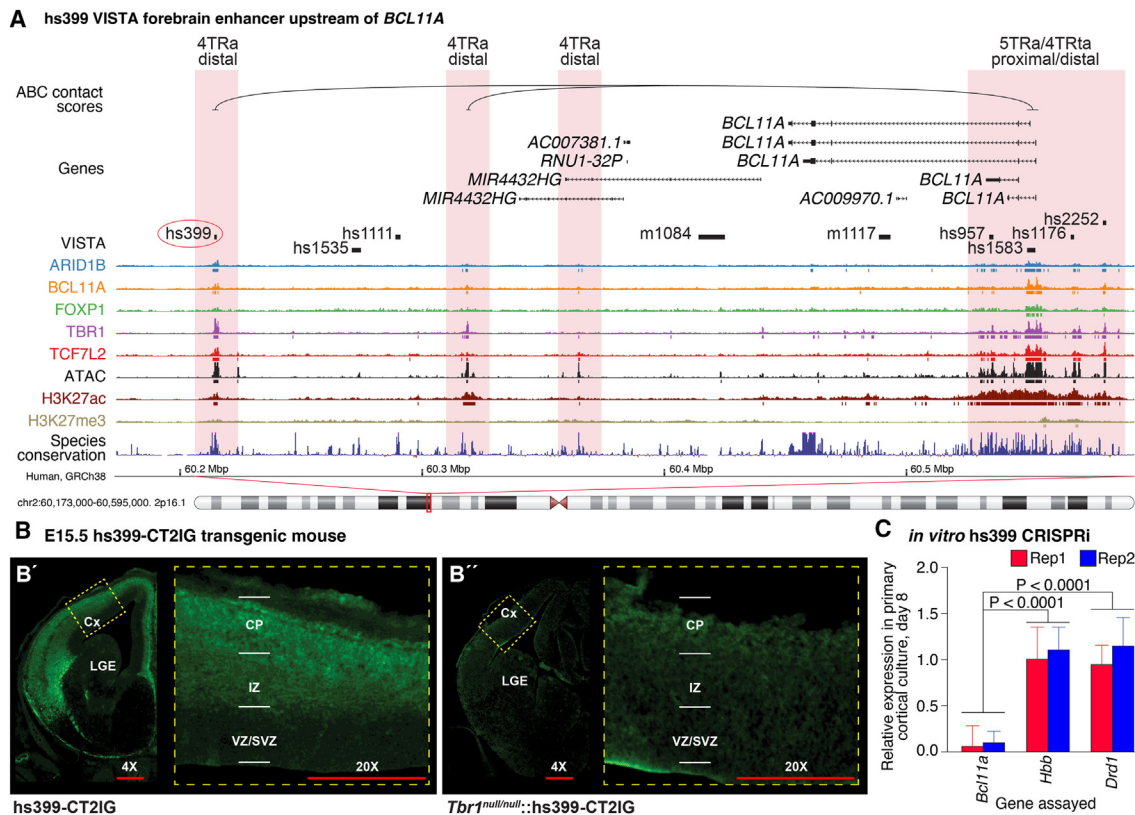 A hs399 VISTA forebrain enhancer upstream of BCL11A
4TRa distal
4TRa distal
4TRa distal
5TRa/4TRta proximal/distal
ABC contact scores
Genes
BCL11A
AC007381.1
BCL11A
RNU1-32P
BCL11A
MIR4432HG
BCL11A
MIR4432HG
AC009970.1
BCL11A
VISTA
hs399
hs1535
hs1111
m1084
m1117
hs957
hs1583
hs1176
hs2252
ARID1B
BCL11A
FOXP1
TBR1
TCF7L2
ATAC
H3K27ac
H3K27me3
Species conservation
60.2 Mbp
60.3 Mbp
60.4 Mbp
60.5 Mbp
Human, GRCh38
chr2:60,173,000-60,595,000. 2p16.1
B E15.5 hs399-CT2IG transgenic mouse
B′
Cx
LGE
4X
CP
IZ
VZ/SVZ
20X
hs399-CT2IG
B″
Cx
LGE
4X
CP
IZ
VZ/SVZ
20X
Tbr1null/null::hs399-CT2IG
C in vitro hs399 CRISPRi
Rep1
Rep2
Relative expression in primary
cortical culture, day 8
2.0
1.5
1.0
0.5
0.0
P < 0.0001
P < 0.0001
Bcl11a
Hbb
Drd1
Gene assayed